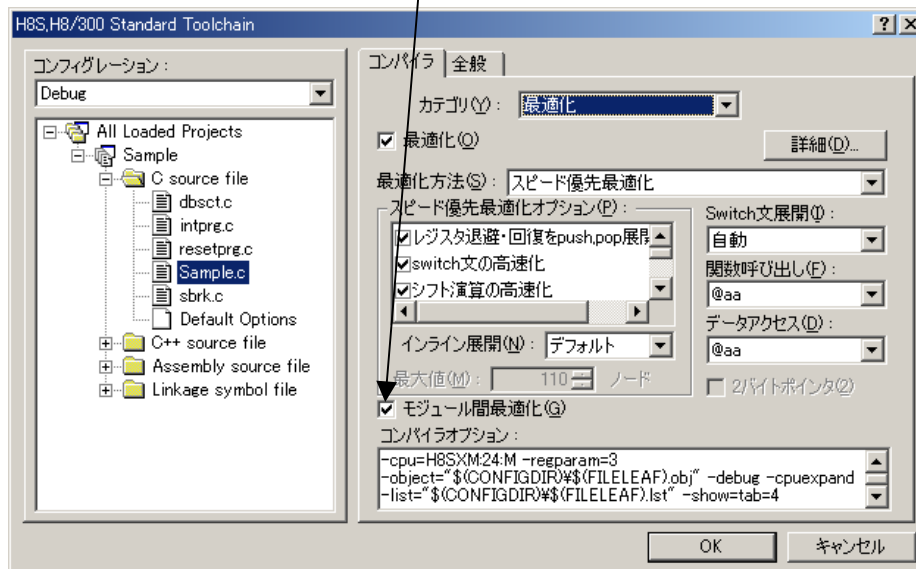 H8S,H8/300 Standard Toolchain
コンフィグレーション：
Debug
All Loaded Projects
Sample
C source file
dbsct.c
intprg.c
resetprg.c
Sample.c
sbrk.c
Default Options
C++ source file
Assembly source file
Linkage symbol file
コンパイラ 全般
カテゴリ(Y)： 最適化
最適化(O) 詳細(D)...
最適化方法(S)： スピード優先最適化
スピード優先最適化オプション(P)：
レジスタ退避・回復をpush,pop展開
switch文の高速化
シフト演算の高速化
インライン展開(N)： デフォルト
最大値(M)： 110 ノード
Switch文展開(I)：
自動
関数呼び出し(F)：
@aa
データアクセス(D)：
@aa
2バイトポインタ(2)
モジュール間最適化(G)
コンパイラオプション：
-cpu=H8SXM:24:M -regparam=3
-object="$(CONFIGDIR)¥$(FILELEAF).obj" -debug -cpuexpand
-list="$(CONFIGDIR)¥$(FILELEAF).lst" -show=tab=4
OK キャンセル